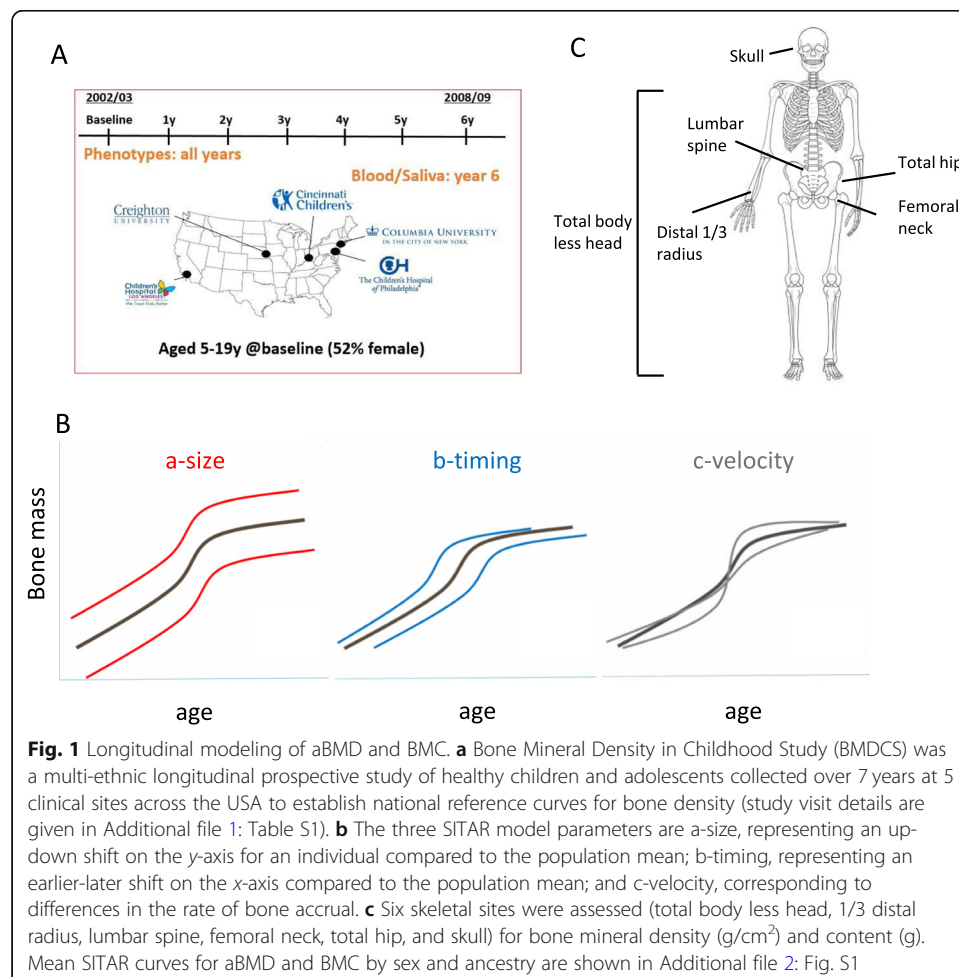 A
2002/03 2008/09
Baseline 1y 2y 3y 4y 5y 6y
Phenotypes: all years
Blood/Saliva: year 6
Creighton
UNIVERSITY
Cincinnati
Children's
COLUMBIA UNIVERSITY
IN THE CITY OF NEW YORK
CH
The Children's Hospital
of Philadelphia
Children's
Hospital
LOS ANGELES
We Treat Kids Better
Aged 5-19y @baseline (52% female)
C
Skull
Lumbar
spine
Total hip
Femoral
neck
Total body
less head
Distal 1/3
radius
B
a-size b-timing c-velocity
Bone mass
age age age
Fig. 1 Longitudinal modeling of aBMD and BMC. a Bone Mineral Density in Childhood Study (BMDCS) was
a multi-ethnic longitudinal prospective study of healthy children and adolescents collected over 7 years at 5
clinical sites across the USA to establish national reference curves for bone density (study visit details are
given in Additional file 1: Table S1). b The three SITAR model parameters are a-size, representing an up-
down shift on the y-axis for an individual compared to the population mean; b-timing, representing an
earlier-later shift on the x-axis compared to the population mean; and c-velocity, corresponding to
differences in the rate of bone accrual. c Six skeletal sites were assessed (total body less head, 1/3 distal
radius, lumbar spine, femoral neck, total hip, and skull) for bone mineral density (g/cm²) and content (g).
Mean SITAR curves for aBMD and BMC by sex and ancestry are shown in Additional file 2: Fig. S1